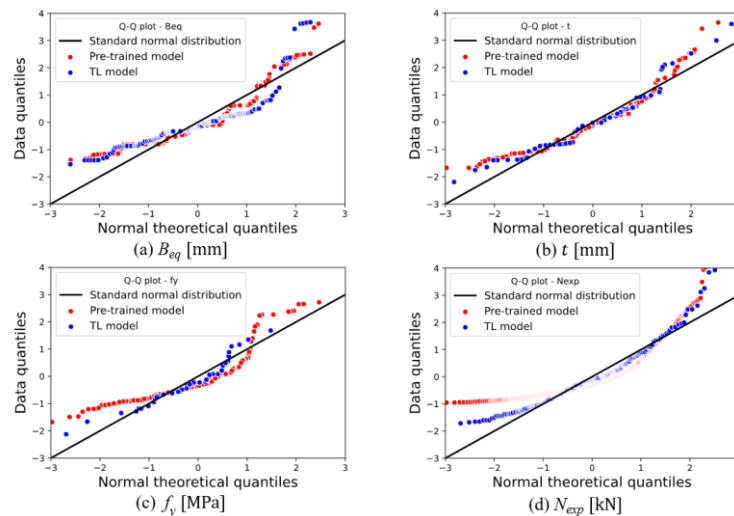 Q-Q plot - Beq
Standard normal distribution
Pre-trained model
TL model
Data quantiles
4
3
2
1
0
−1
−2
−3
−3 −2 −1 0 1 2 3
Normal theoretical quantiles
(a) B_eq [mm]
Q-Q plot - t
Standard normal distribution
Pre-trained model
TL model
Data quantiles
4
3
2
1
0
−1
−2
−3
−3 −2 −1 0 1 2 3
Normal theoretical quantiles
(b) t [mm]
Q-Q plot - fy
Standard normal distribution
Pre-trained model
TL model
Data quantiles
4
3
2
1
0
−1
−2
−3
−3 −2 −1 0 1 2 3
Normal theoretical quantiles
(c) f_y [MPa]
Q-Q plot - Nexp
Standard normal distribution
Pre-trained model
TL model
Data quantiles
4
3
2
1
0
−1
−2
−3
−3 −2 −1 0 1 2 3
Normal theoretical quantiles
(d) N_exp [kN]